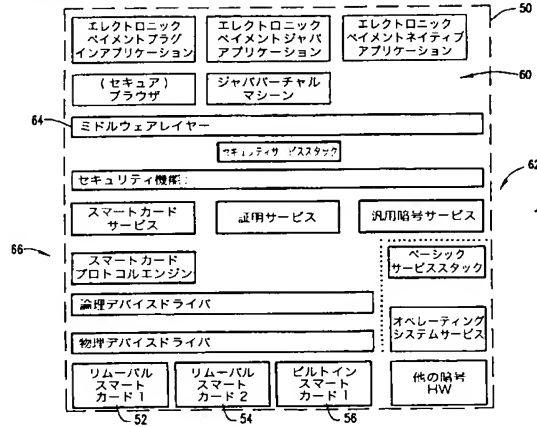 50
エレクトロニック
ペイメントプラグ
インアプリケーション
エレクトロニック
ペイメントジャバ
アプリケーション
エレクトロニック
ペイメントネイティブ
アプリケーション
60
(セキュア)
ブラウザ
ジャババーチャル
マシーン
64
ミドルウェアレイヤー
セキュリティサービススタック
62
セキュリティ機能:
スマートカード
サービス
証明サービス
汎用暗号サービス
66
スマートカード
プロトコルエンジン
ベーシック
サービススタック
論理デバイスドライバ
オペレーティング
システムサービス
物理デバイスドライバ
リムーバル
スマート
カード1
リムーバル
スマート
カード2
ビルトイン
スマート
カード1
他の暗号
HW
52
54
56